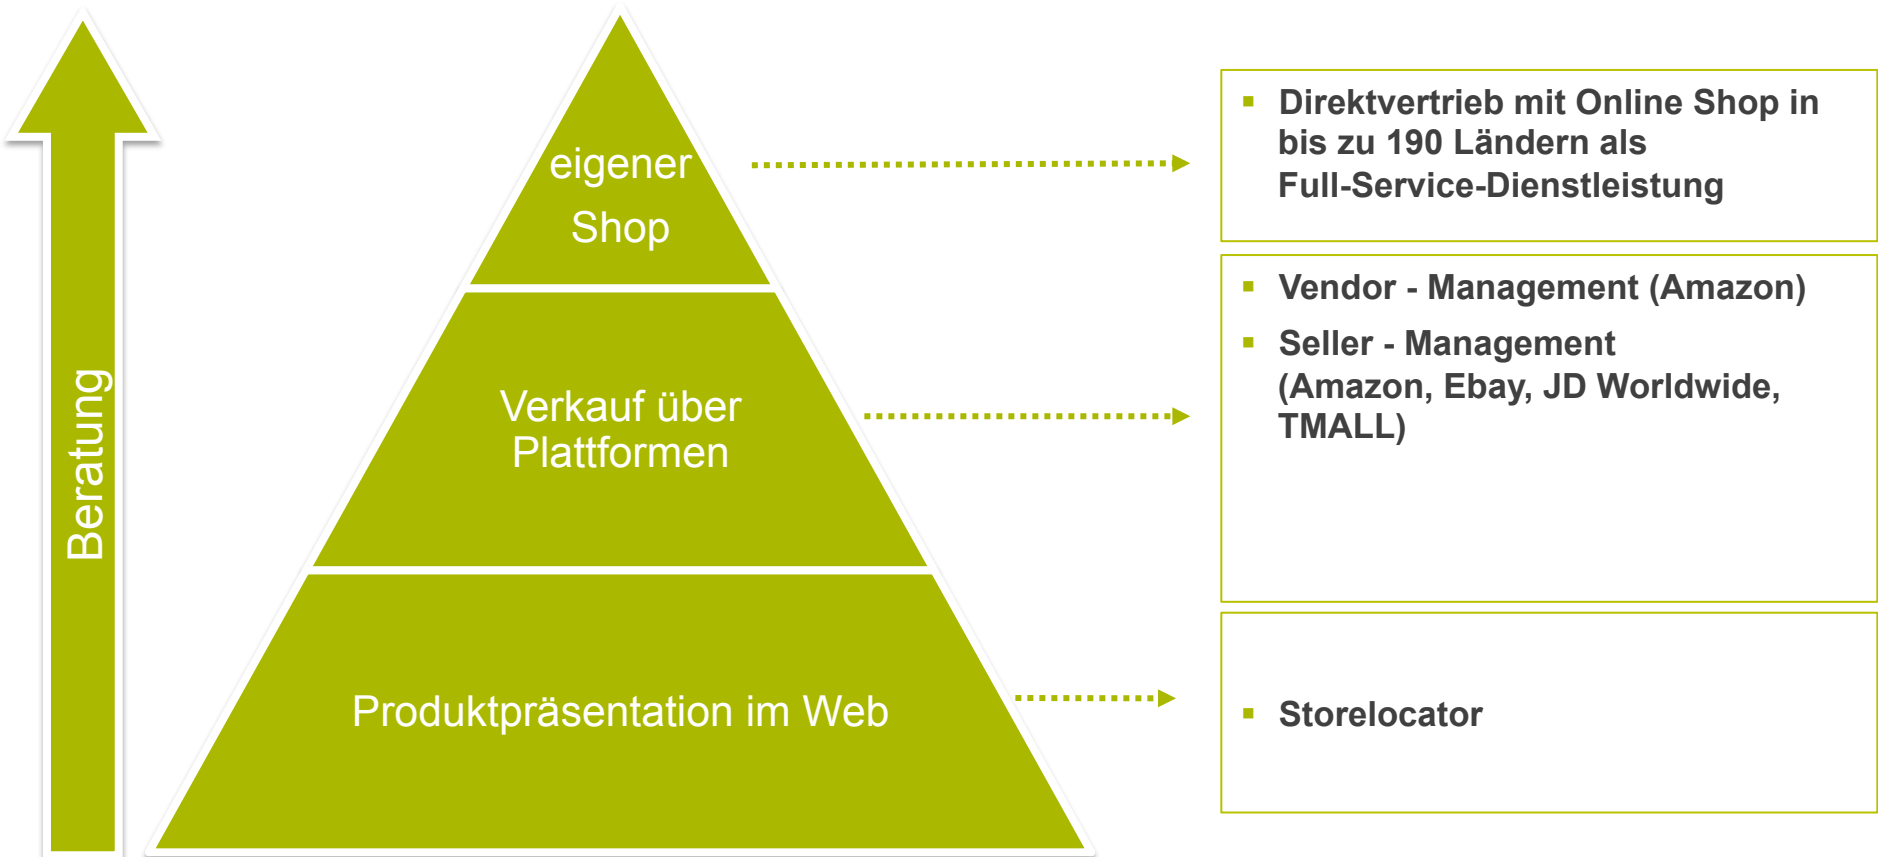 Beratung
eigener
Shop
Verkauf über
Plattformen
Produktpräsentation im Web
▪ Direktvertrieb mit Online Shop in
bis zu 190 Ländern als
Full-Service-Dienstleistung
▪ Vendor - Management (Amazon)
▪ Seller - Management
(Amazon, Ebay, JD Worldwide,
TMALL)
▪ Storelocator